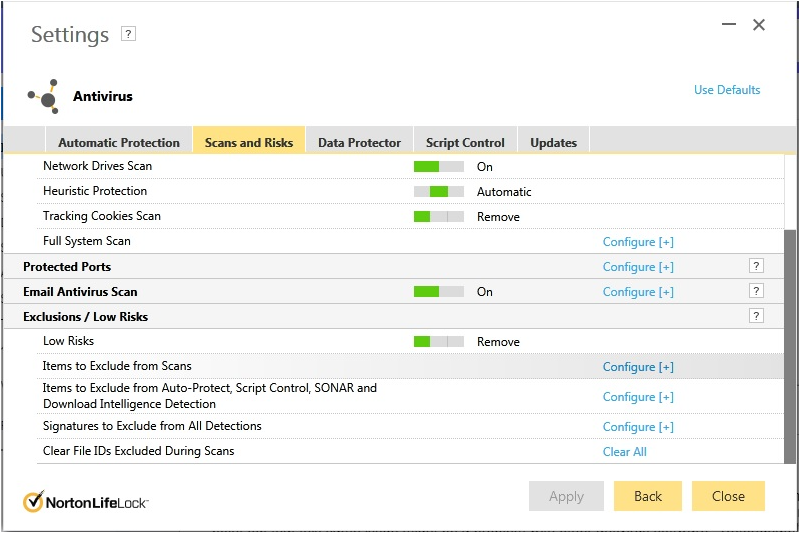 Settings ?
Antivirus
Use Defaults
Automatic Protection Scans and Risks Data Protector Script Control Updates
Network Drives Scan On
Heuristic Protection Automatic
Tracking Cookies Scan Remove
Full System Scan Configure [+]
Protected Ports Configure [+] ?
Email Antivirus Scan On Configure [+] ?
Exclusions / Low Risks ?
Low Risks Remove
Items to Exclude from Scans Configure [+]
Items to Exclude from Auto-Protect, Script Control, SONAR and
Download Intelligence Detection Configure [+]
Signatures to Exclude from All Detections Configure [+]
Clear File IDs Excluded During Scans Clear All
NortonLifeLock Apply Back Close